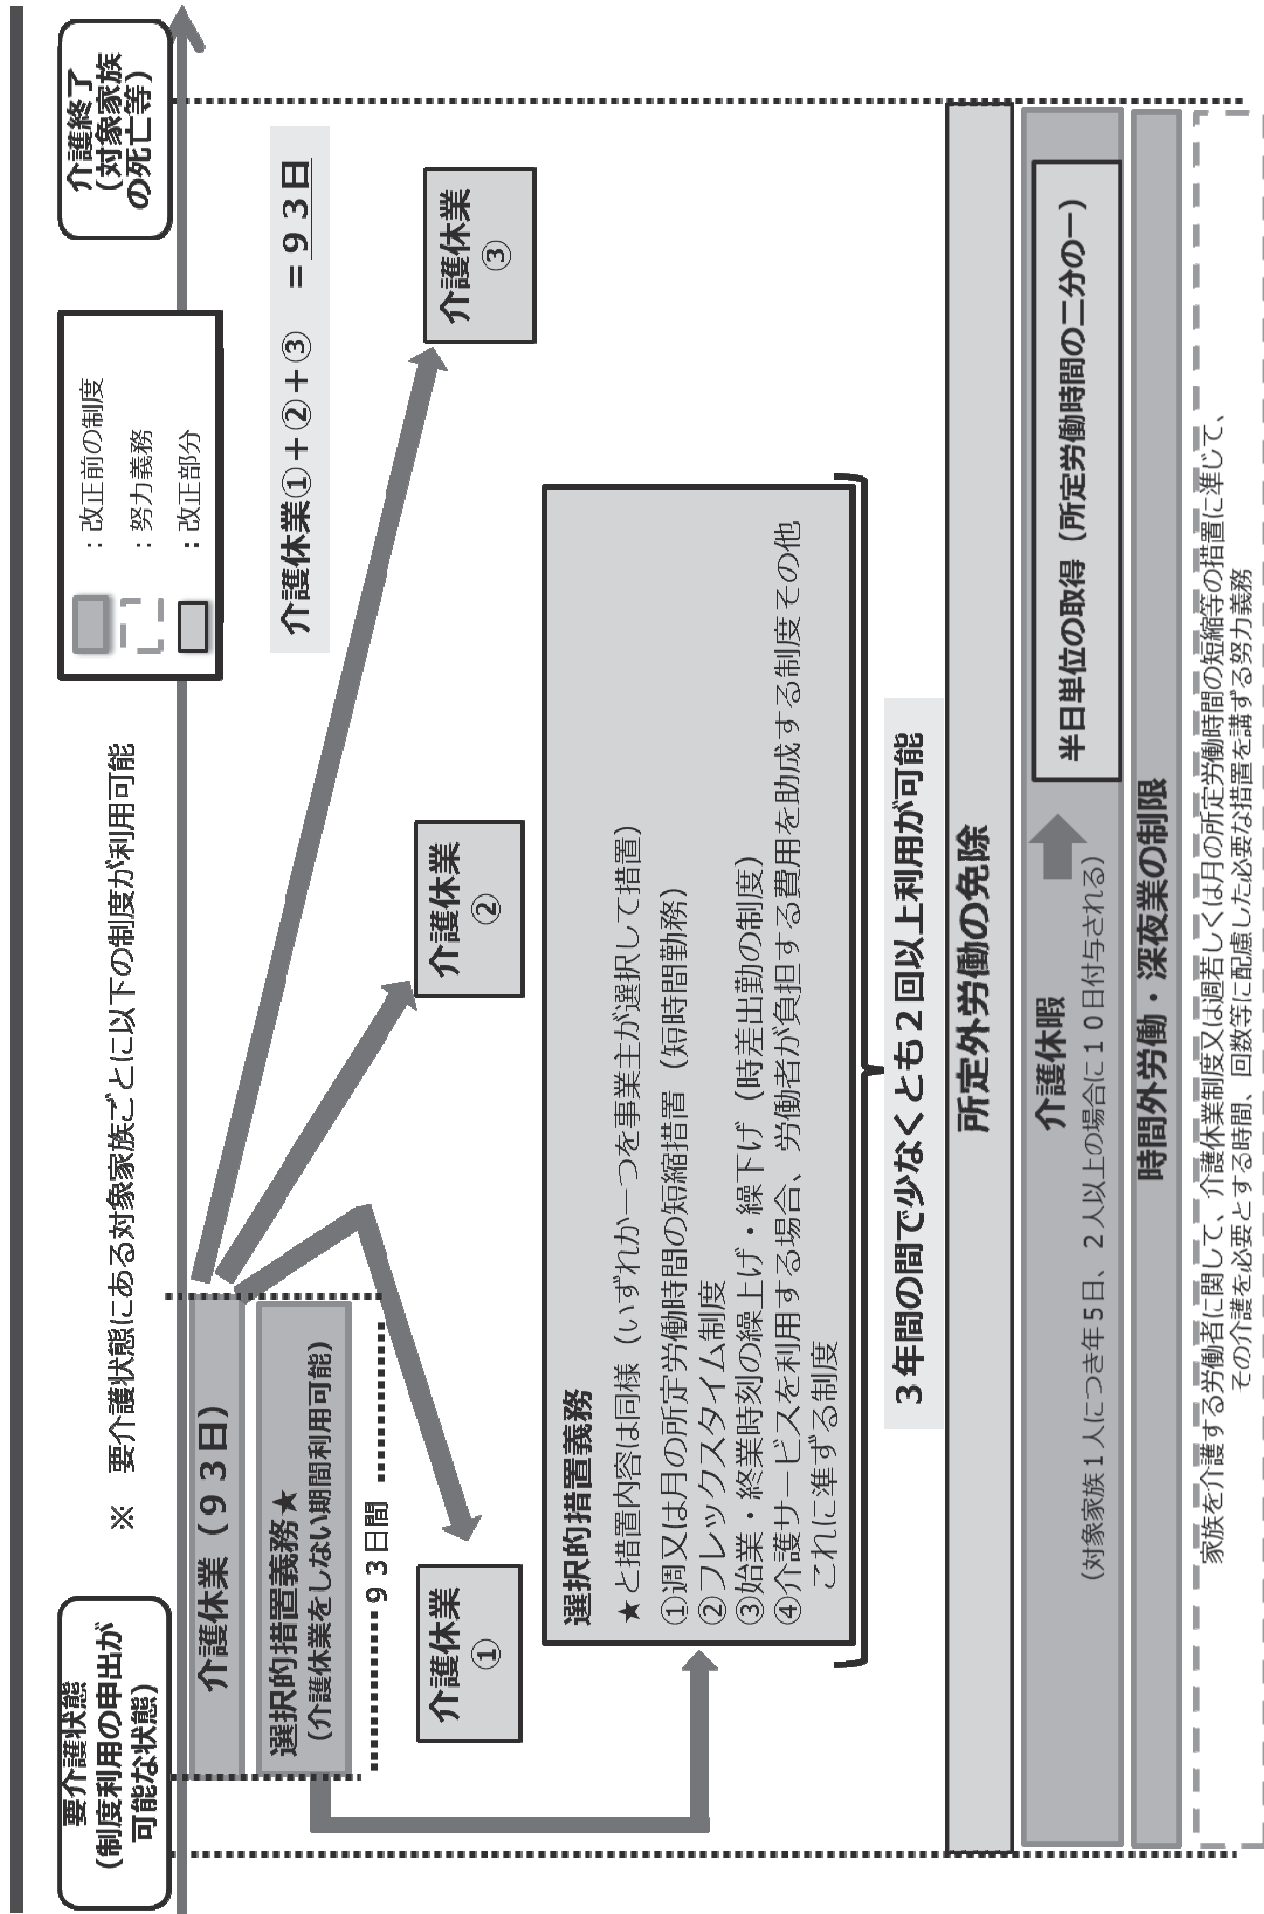 要介護状態
(制度利用の申出が
可能な状態)
※　要介護状態にある対象家族ごとに以下の制度が利用可能
：改正前の制度
：努力義務
：改正部分
介護終了
(対象家族
の死亡等)
介護休業（９３日）
選択的措置義務★
(介護休業をしない期間利用可能)
９３日間
介護休業①＋②＋③　＝９３日
介護休業
①
介護休業
②
介護休業
③
選択的措置義務
★と措置内容は同様（いずれか一つを事業主が選択して措置）
①週又は月の所定労働時間の短縮措置（短時間勤務）
②フレックスタイム制度
③始業・終業時刻の繰上げ・繰下げ（時差出勤の制度）
④介護サービスを利用する場合、労働者が負担する費用を助成する制度その他
これに準ずる制度
３年間の間で少なくとも２回以上利用が可能
所定外労働の免除
介護休暇
(対象家族１人につき年５日、２人以上の場合に１０日付与される)
半日単位の取得（所定労働時間の二分の一）
時間外労働・深夜業の制限
家族を介護する労働者に関して、介護休業制度又は週若しくは月の所定労働時間の短縮等の措置に準じて、
その介護を必要とする時間、回数等に配慮した必要な措置を講ずる努力義務